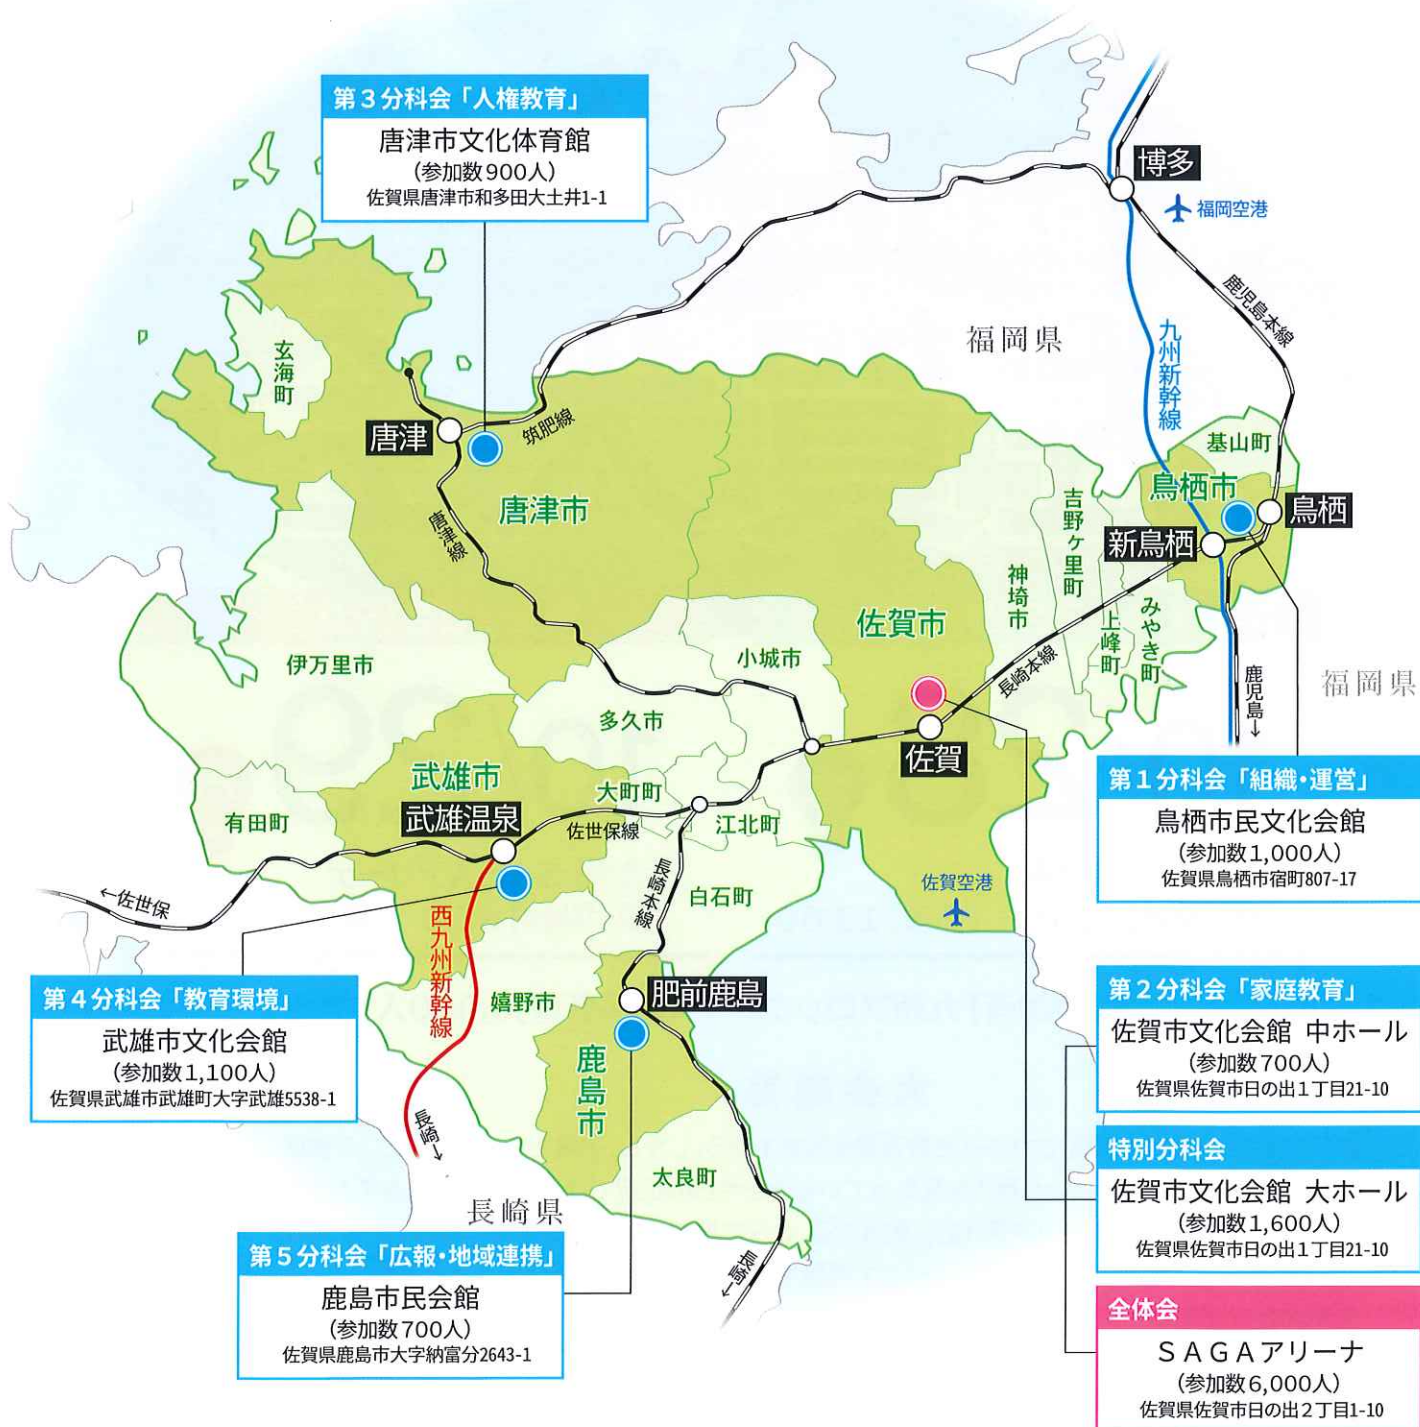 第3分科会「人権教育」
唐津市文化体育館
(参加数900人)
佐賀県唐津市和多田大土井1-1
博多
福岡空港
鹿児島本線
福岡県
九州新幹線
玄海町
唐津
筑肥線
唐津市
唐津線
基山町
鳥栖市
鳥栖
新鳥栖
吉野ヶ里町
神埼市
上峰町
みやき町
佐賀市
小城市
長崎本線
伊万里市
多久市
福岡県
鹿児島→
佐賀
武雄市
大町町
武雄温泉
佐世保線
江北町
有田町
長崎本線
白石町
佐賀空港
←佐世保
西九州新幹線
第1分科会「組織・運営」
鳥栖市民文化会館
(参加数1,000人)
佐賀県鳥栖市宿町807-17
第4分科会「教育環境」
武雄市文化会館
(参加数1,100人)
佐賀県武雄市武雄町大字武雄5538-1
嬉野市
肥前鹿島
鹿島市
太良町
長崎→
長崎県
長崎→
第2分科会「家庭教育」
佐賀市文化会館 中ホール
(参加数700人)
佐賀県佐賀市日の出1丁目21-10
特別分科会
佐賀市文化会館 大ホール
(参加数1,600人)
佐賀県佐賀市日の出1丁目21-10
第5分科会「広報・地域連携」
鹿島市民会館
(参加数700人)
佐賀県鹿島市大字納富分2643-1
全体会
SAGAアリーナ
(参加数6,000人)
佐賀県佐賀市日の出2丁目1-10